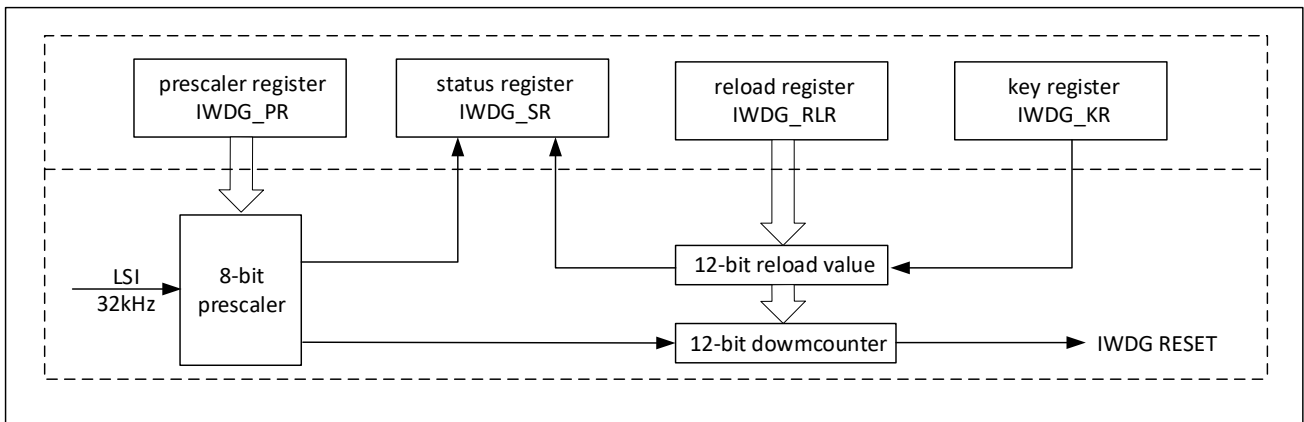 prescaler register
IWDG_PR
status register
IWDG_SR
reload register
IWDG_RLR
key register
IWDG_KR
LSI
32kHz
8-bit
prescaler
12-bit reload value
12-bit dowmcounter
IWDG RESET